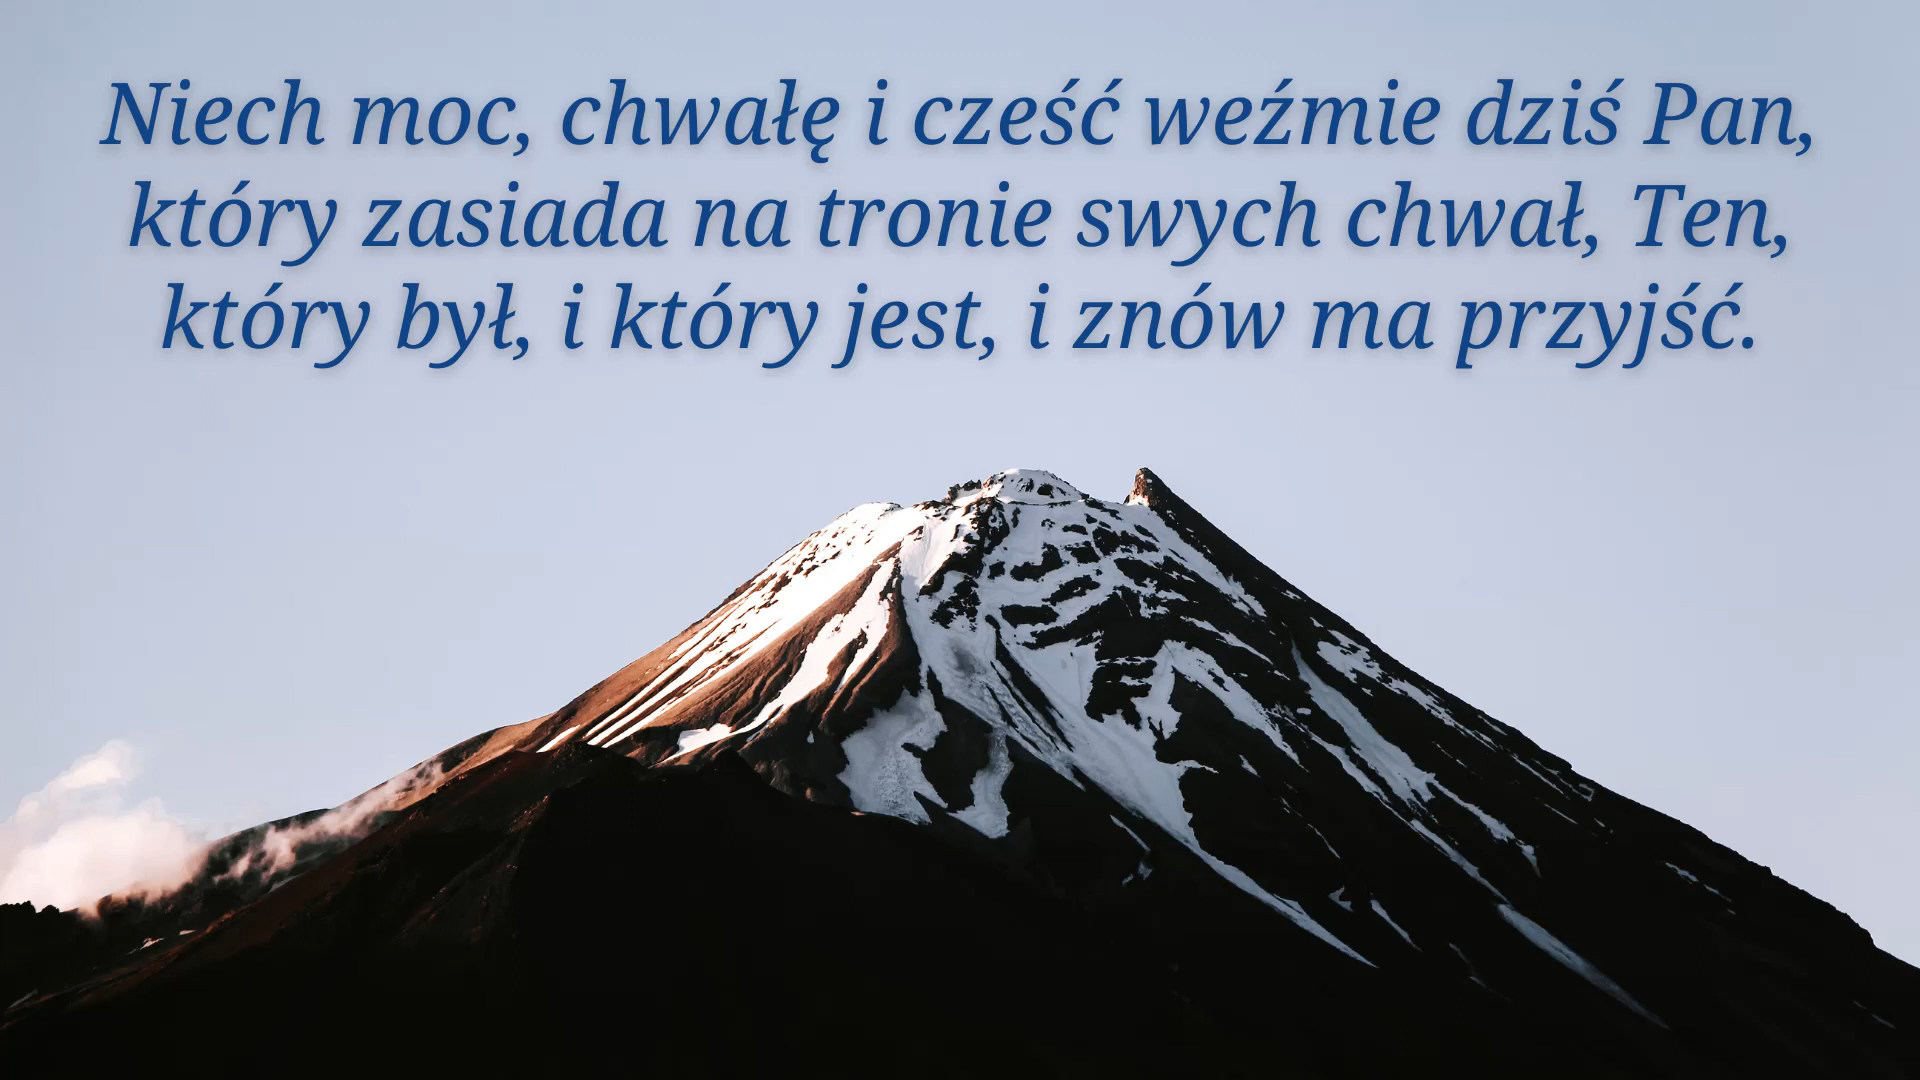 Niech moc, chwałę i cześć weźmie dziś Pan,
który zasiada na tronie swych chwał, Ten,
który był, i który jest, i znów ma przyjść.